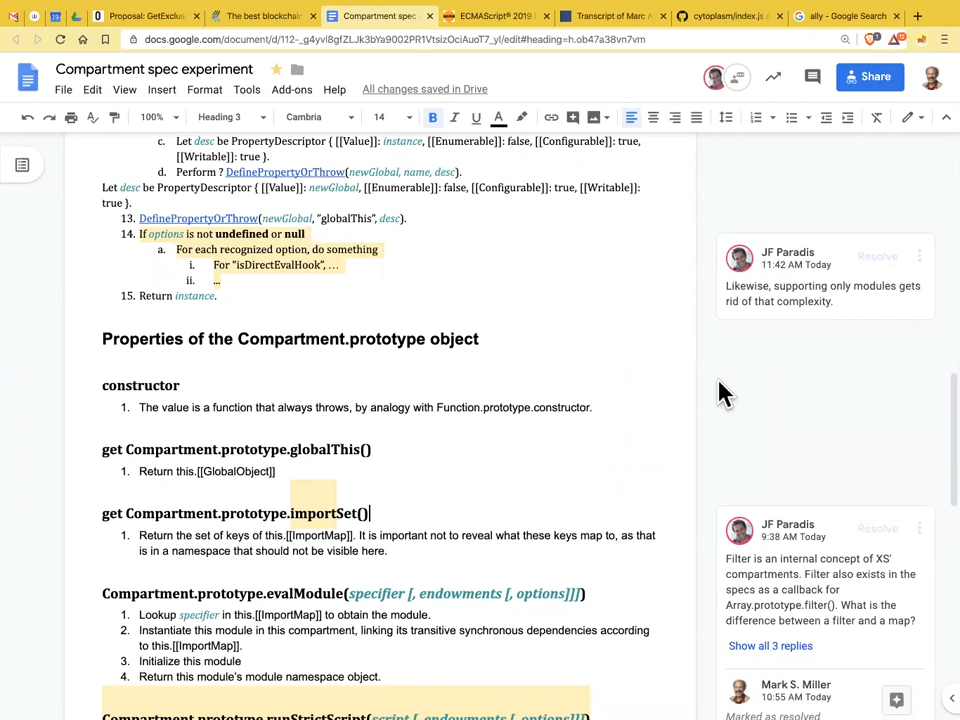 Proposal: GetExclus
The best blockchai
Compartment spec e
ECMAScript® 2019 L
Transcript of Marc A
cytoplasm/index.js a
ally - Google Search
docs.google.com/document/d/112-_g4yvl8gfZLJk3bYa9002PR1VtsizOciAuoT7_yl/edit#heading=h.ob47a38vn7vm
1
12
Compartment spec experiment
File Edit View Insert Format Tools Add-ons Help All changes saved in Drive
Share
100% Heading 3 Cambria 14 B I U A
c. Let desc be PropertyDescriptor { [[Value]]: instance, [[Enumerable]]: false, [[Configurable]]: true,
[[Writable]]: true }.
d. Perform ? DefinePropertyOrThrow(newGlobal, name, desc).
Let desc be PropertyDescriptor { [[Value]]: newGlobal, [[Enumerable]]: false, [[Configurable]]: true, [[Writable]]:
true }.
13. DefinePropertyOrThrow(newGlobal, "globalThis", desc).
14. If options is not undefined or null
a. For each recognized option, do something
i. For “isDirectEvalHook”, …
ii. ...
15. Return instance.
Properties of the Compartment.prototype object
constructor
1. The value is a function that always throws, by analogy with Function.prototype.constructor.
get Compartment.prototype.globalThis()
1. Return this.[[GlobalObject]]
get Compartment.prototype.importSet()
1. Return the set of keys of this.[[ImportMap]]. It is important not to reveal what these keys map to, as that
is in a namespace that should not be visible here.
Compartment.prototype.evalModule(specifier [, endowments [, options]]])
1. Lookup specifier in this.[[ImportMap]] to obtain the module.
2. Instantiate this module in this compartment, linking its transitive synchronous dependencies according
to this.[[ImportMap]].
3. Initialize this module
4. Return this module’s module namespace object.
Compartment.prototype.runStrictScript(script [, endowments [, options]]])
JF Paradis
Resolve
11:42 AM Today
Likewise, supporting only modules gets
rid of that complexity.
JF Paradis
Resolve
9:38 AM Today
Filter is an internal concept of XS'
compartments. Filter also exists in the
specs as a callback for
Array.prototype.filter(). What is the
difference between a filter and a map?
Show all 3 replies
Mark S. Miller
10:55 AM Today
Marked as resolved